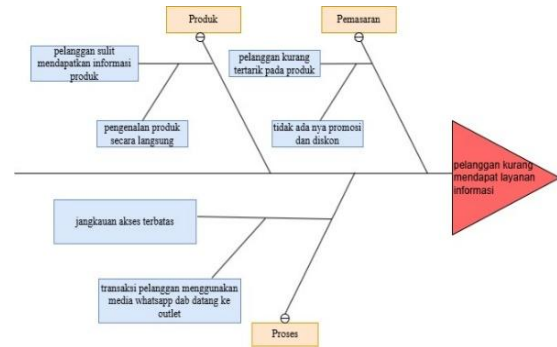 Produk
Pemasaran
pelanggan sulit
mendapatkan informasi
produk
pelanggan kurang
tertarik pada produk
pengenalan produk
secara langsung
tidak ada nya promosi
dan diskon
pelanggan kurang
mendapat layanan
informasi
jangkauan akses terbatas
transaksi pelanggan menggunakan
media whatsapp dab datang ke
outlet
Proses